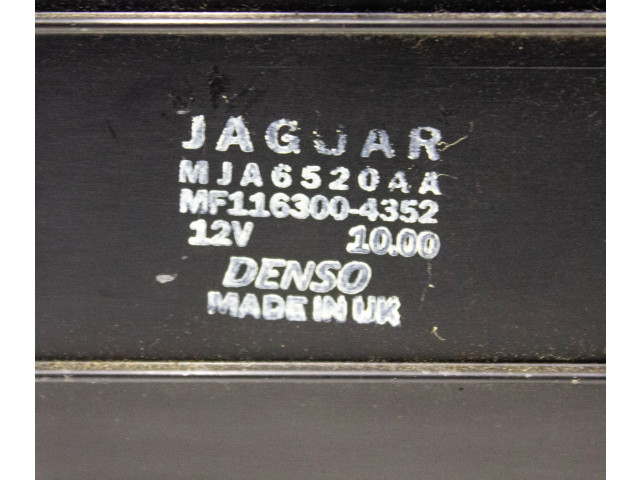 JAGUAR
MJA6520AA
MF116300-4352
12V 10.00
DENSO
MADE IN UK